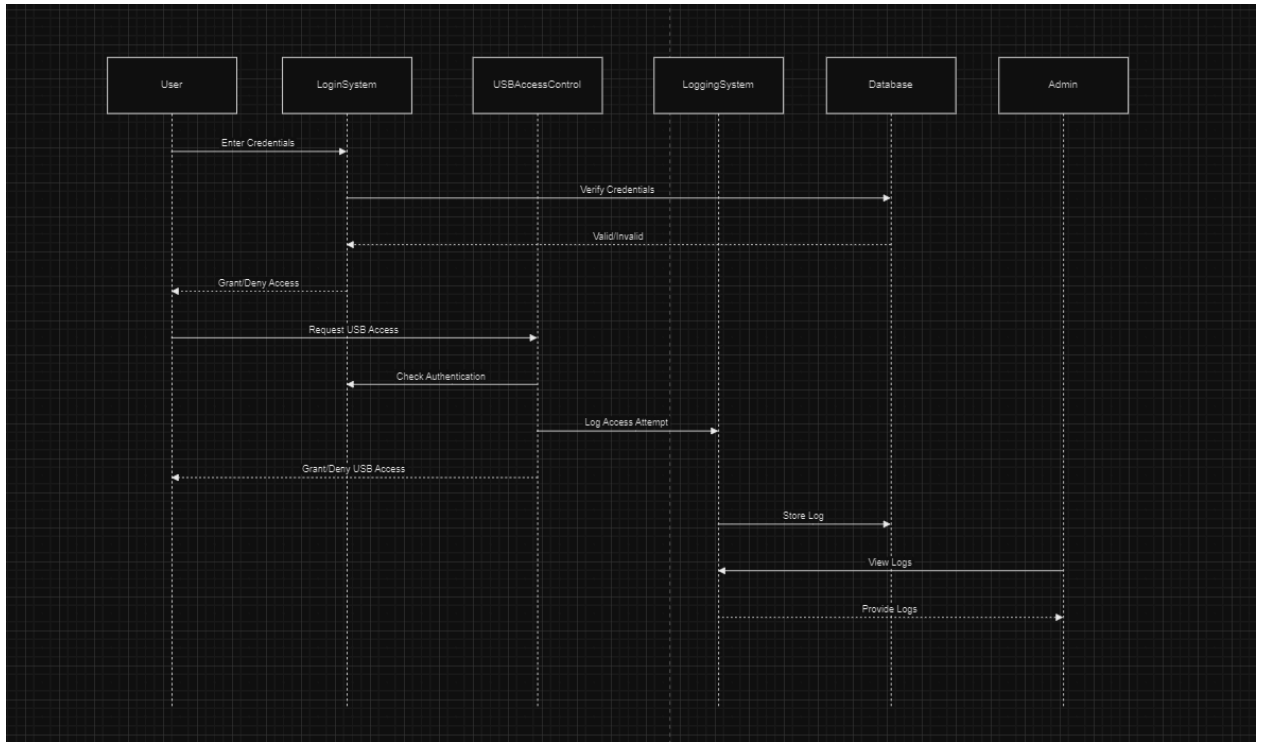 User
LoginSystem
USBAccessControl
LoggingSystem
Database
Admin
Enter Credentials
Verify Credentials
Valid/Invalid
Grant/Deny Access
Request USB Access
Check Authentication
Log Access Attempt
Grant/Deny USB Access
Store Log
View Logs
Provide Logs